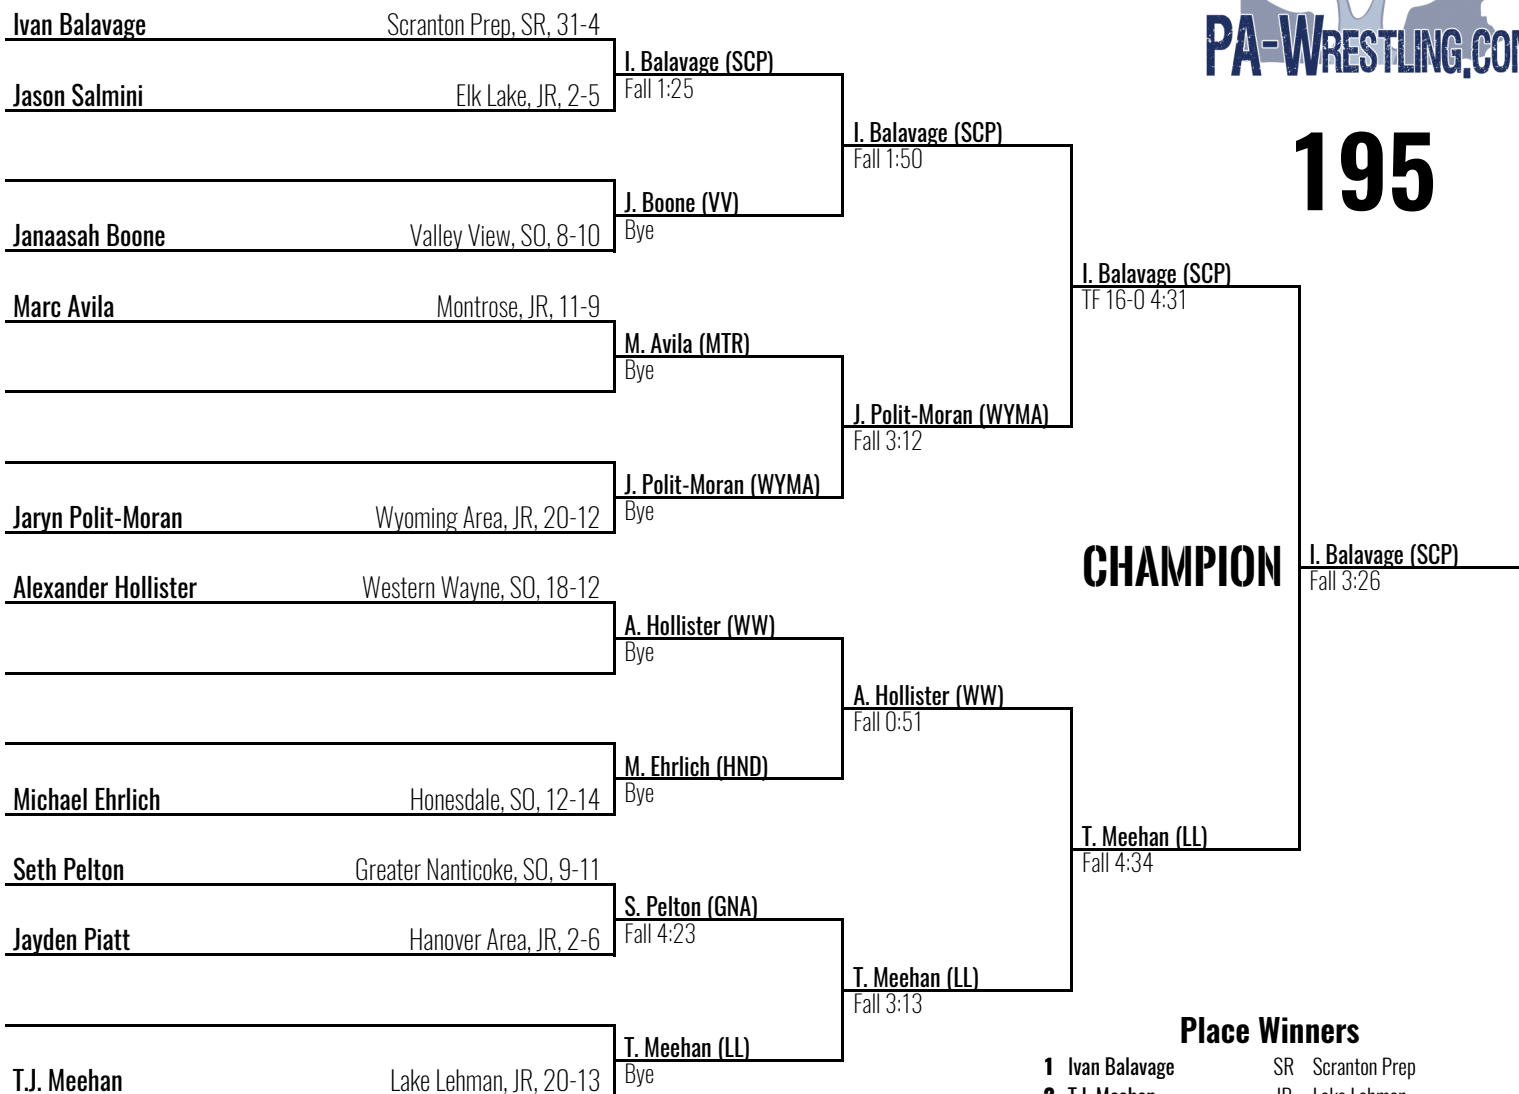 Ivan Balavage Scranton Prep, SR, 31-4
I. Balavage (SCP)
Fall 1:25
Jason Salmini Elk Lake, JR, 2-5
I. Balavage (SCP)
Fall 1:50
J. Boone (VV)
Bye
Janaasah Boone Valley View, SO, 8-10
I. Balavage (SCP)
TF 16-0 4:31
Marc Avila Montrose, JR, 11-9
M. Avila (MTR)
Bye
J. Polit-Moran (WYMA)
Fall 3:12
J. Polit-Moran (WYMA)
Bye
Jaryn Polit-Moran Wyoming Area, JR, 20-12
CHAMPION
I. Balavage (SCP)
Fall 3:26
Alexander Hollister Western Wayne, SO, 18-12
A. Hollister (WW)
Bye
A. Hollister (WW)
Fall 0:51
M. Ehrlich (HND)
Bye
Michael Ehrlich Honesdale, SO, 12-14
T. Meehan (LL)
Fall 4:34
Seth Pelton Greater Nanticoke, SO, 9-11
S. Pelton (GNA)
Fall 4:23
Jayden Piatt Hanover Area, JR, 2-6
T. Meehan (LL)
Fall 3:13
T. Meehan (LL)
Bye
T.J. Meehan Lake Lehman, JR, 20-13
PA-WRESTLING.CO
195
Place Winners
1 Ivan Balavage SR Scranton Prep